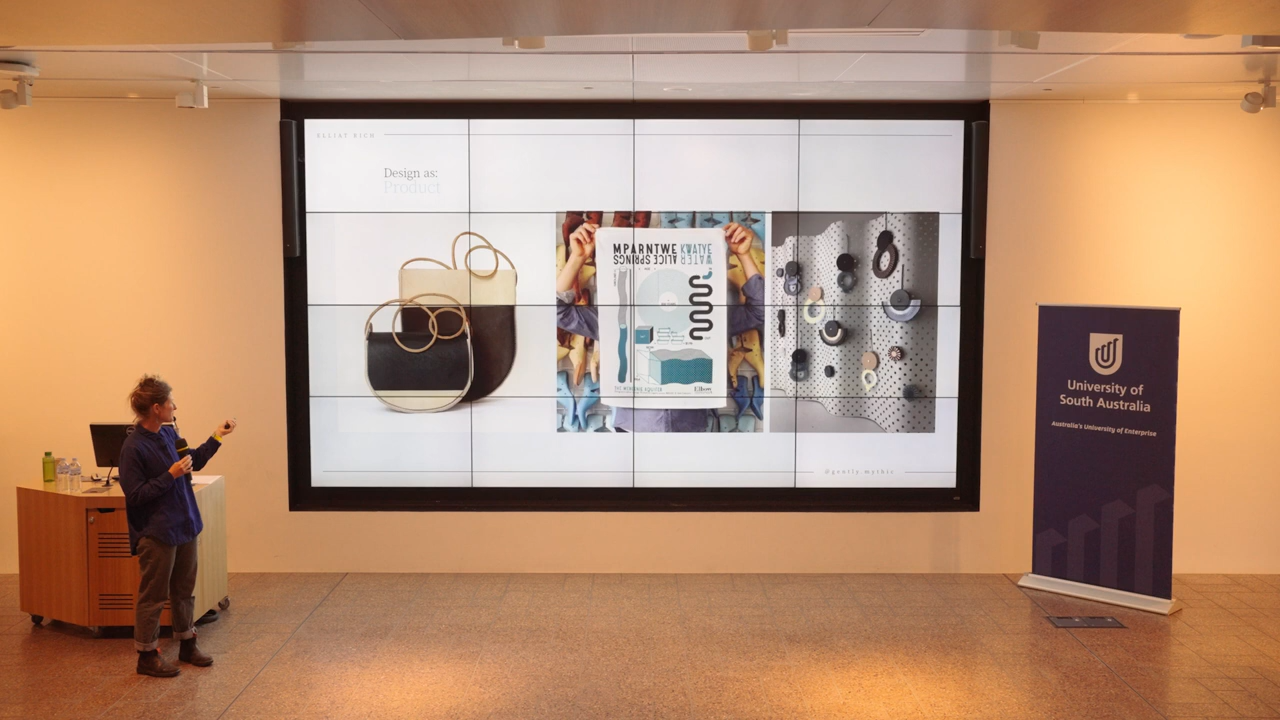 ELLIAT RICH
Design as:
Product
MPARNTWE
ALICE SPRINGS
KWATYE
WATER
Ellam
@gently.mythic
University of
South Australia
Australia's University of Enterprise